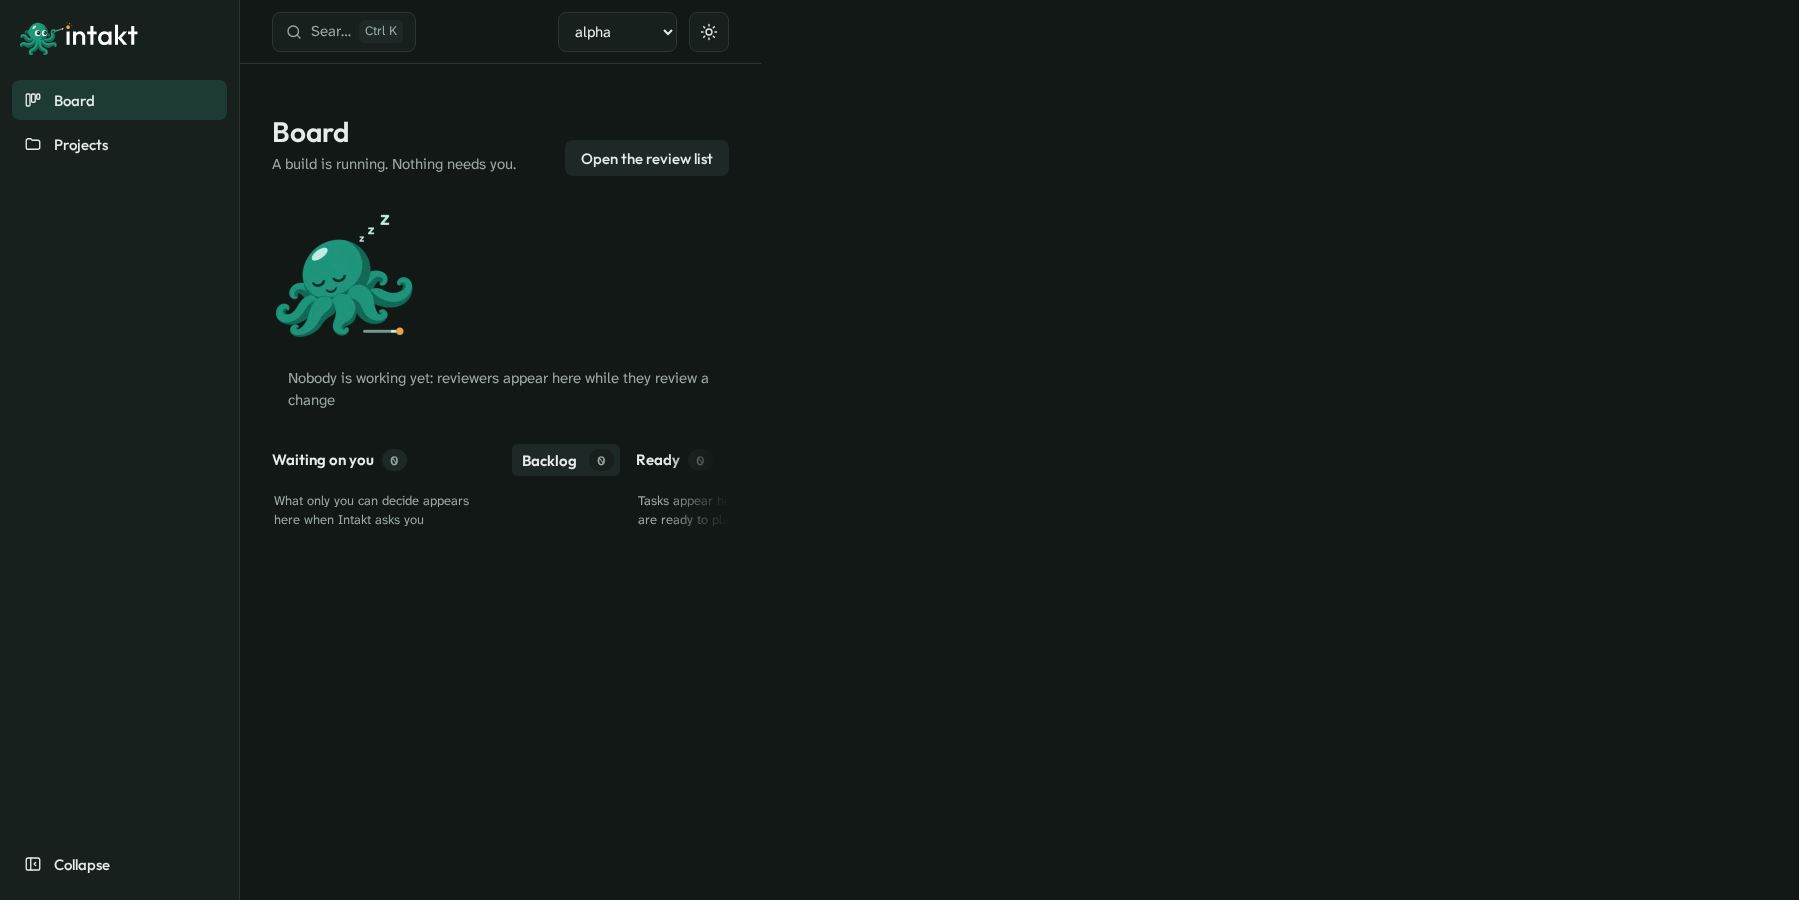 intakt
Sear... Ctrl K
alpha
Board
Projects
Board
A build is running. Nothing needs you.
Open the review list
z z z
Nobody is working yet: reviewers appear here while they review a
change
Waiting on you 0
Backlog 0
Ready 0
What only you can decide appears
here when Intakt asks you
Tasks appear
are ready to
Collapse